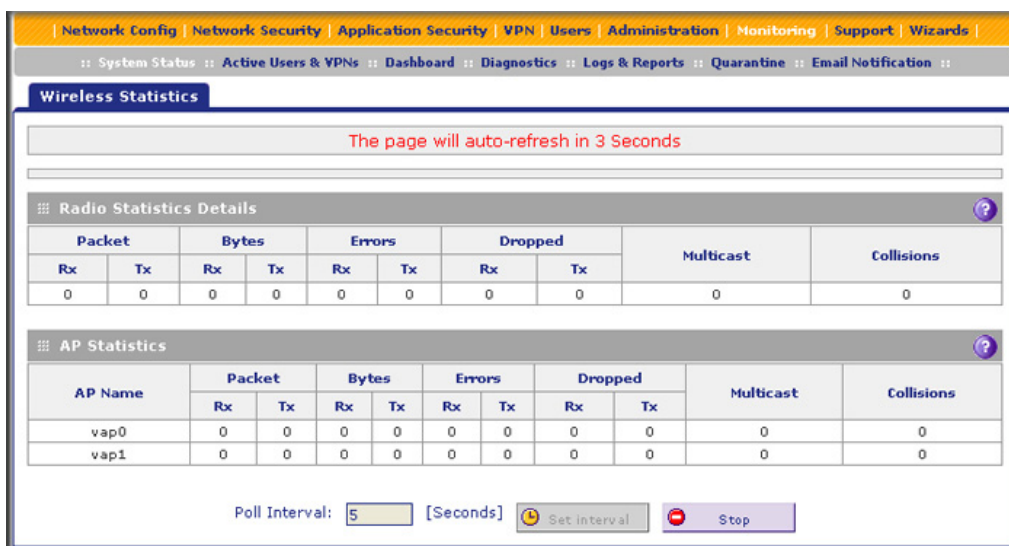 | Network Config | Network Security | Application Security | VPN | Users | Administration | Monitoring | Support | Wizards |
:: System Status :: Active Users & VPNs :: Dashboard :: Diagnostics :: Logs & Reports :: Quarantine :: Email Notification ::
Wireless Statistics
The page will auto-refresh in 3 Seconds
Radio Statistics Details ?
Packet Bytes Errors Dropped Multicast Collisions
Rx Tx Rx Tx Rx Tx Rx Tx
0 0 0 0 0 0 0 0 0 0
AP Statistics ?
AP Name Packet Bytes Errors Dropped Multicast Collisions
Rx Tx Rx Tx Rx Tx Rx Tx
vap0 0 0 0 0 0 0 0 0 0 0
vap1 0 0 0 0 0 0 0 0 0 0
Poll Interval: 5 [Seconds] Set interval Stop